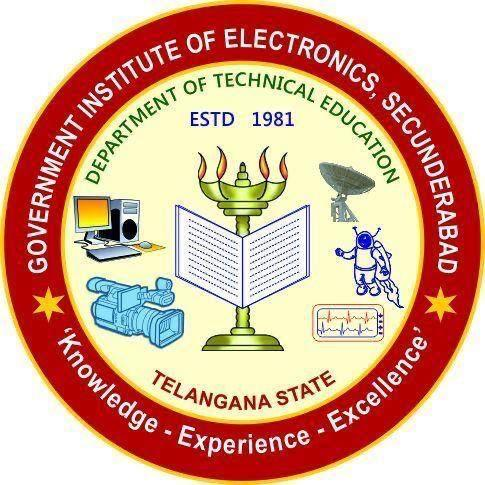 GOVERNMENT INSTITUTE OF ELECTRONICS, SECUNDERABAD
DEPARTMENT OF TECHNICAL EDUCATION
ESTD 1981
TELANGANA STATE
'Knowledge - Experience - Excellence'